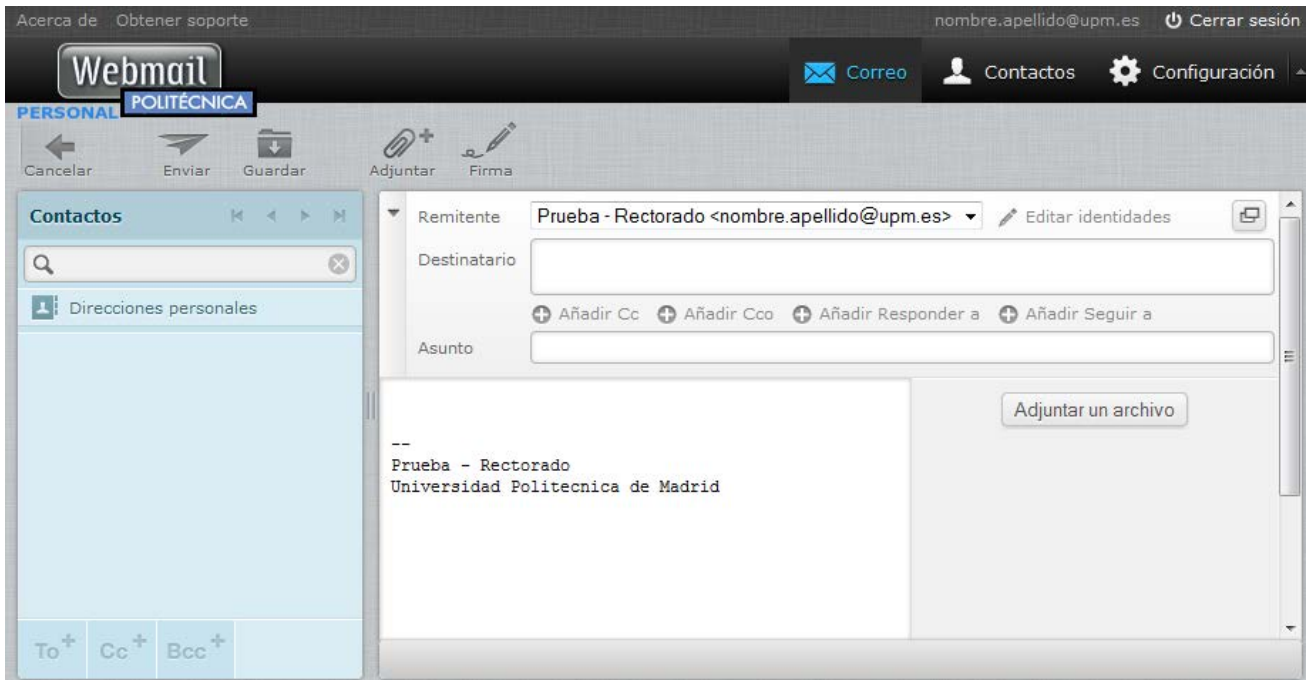 Acerca de Obtener soporte nombre.apellido@upm.es Cerrar sesión
Webmail
POLITÉCNICA
PERSONAL
Correo Contactos Configuración
Cancelar Enviar Guardar Adjuntar Firma
Contactos
Direcciones personales
To+ Cc+ Bcc+
Remitente Prueba - Rectorado <nombre.apellido@upm.es> Editar identidades
Destinatario
Añadir Cc Añadir Cco Añadir Responder a Añadir Seguir a
Asunto
Adjuntar un archivo
--
Prueba - Rectorado
Universidad Politecnica de Madrid